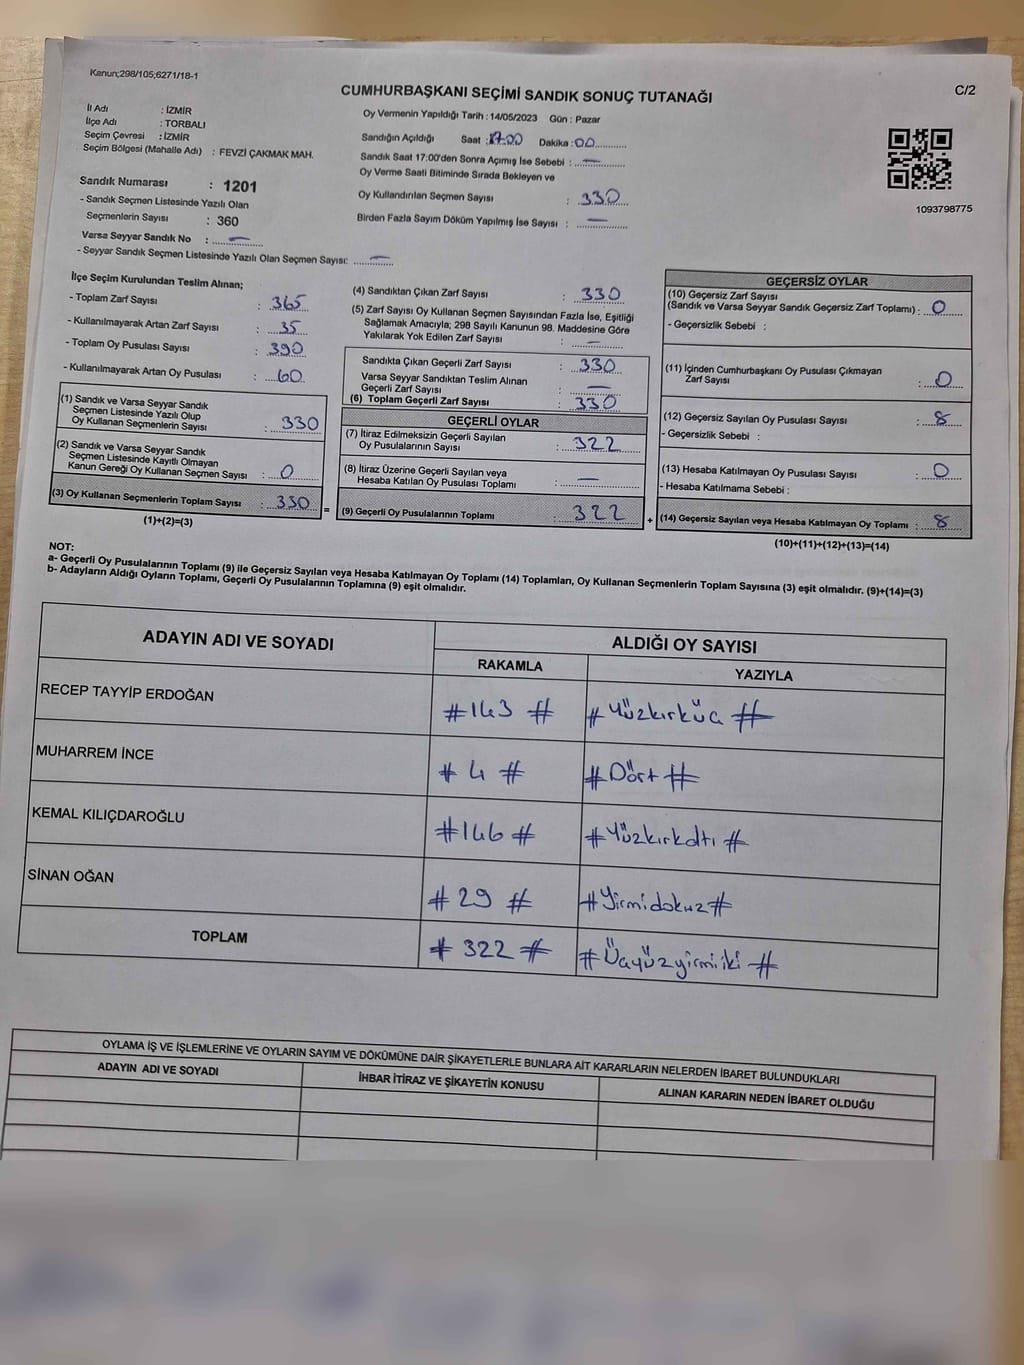 Kanun;298/105;6271/18-1
C/2
CUMHURBAŞKANI SEÇİMİ SANDIK SONUÇ TUTANAĞI
İl Adı : İZMİR
İlçe Adı : TORBALI
Seçim Çevresi : İZMİR
Seçim Bölgesi (Mahalle Adı) : FEVZİ ÇAKMAK MAH.
Sandık Numarası : 1201
- Sandık Seçmen Listesinde Yazılı Olan
Seçmenlerin Sayısı : 360
Varsa Seyyar Sandık No : —
- Seyyar Sandık Seçmen Listesinde Yazılı Olan Seçmen Sayısı: —
Oy Vermenin Yapıldığı Tarih : 14/05/2023 Gün : Pazar
Sandığın Açıldığı Saat : 17.00 Dakika : 00
Sandık Saat 17:00'den Sonra Açımış İse Sebebi : —
Oy Verme Saati Bitiminde Sırada Bekleyen ve
Oy Kullandırılan Seçmen Sayısı : 330
Birden Fazla Sayım Döküm Yapılmış İse Sayısı : —
1093798775
İlçe Seçim Kurulundan Teslim Alınan;
- Toplam Zarf Sayısı : 365
- Kullanılmayarak Artan Zarf Sayısı : 35
- Toplam Oy Pusulası Sayısı : 390
- Kullanılmayarak Artan Oy Pusulası : 60
(1) Sandık ve Varsa Seyyar Sandık
Seçmen Listesinde Yazılı Olup
Oy Kullanan Seçmenlerin Sayısı : 330
(2) Sandık ve Varsa Seyyar Sandık
Seçmen Listesinde Kayıtlı Olmayan
Kanun Gereği Oy Kullanan Seçmen Sayısı : 0
(3) Oy Kullanan Seçmenlerin Toplam Sayısı : 330
(1)+(2)=(3)
=
(4) Sandıktan Çıkan Zarf Sayısı : 330
(5) Zarf Sayısı Oy Kullanan Seçmen Sayısından Fazla İse, Eşitliği
Sağlamak Amacıyla; 298 Sayılı Kanunun 98. Maddesine Göre
Yakılarak Yok Edilen Zarf Sayısı : —
Sandıkta Çıkan Geçerli Zarf Sayısı : 330
Varsa Seyyar Sandıktan Teslim Alınan
Geçerli Zarf Sayısı : —
(6) Toplam Geçerli Zarf Sayısı : 330
GEÇERLİ OYLAR
(7) İtiraz Edilmeksizin Geçerli Sayılan
Oy Pusulalarının Sayısı : 322
(8) İtiraz Üzerine Geçerli Sayılan veya
Hesaba Katılan Oy Pusulası Toplamı : —
(9) Geçerli Oy Pusulalarının Toplamı : 322
+
GEÇERSİZ OYLAR
(10) Geçersiz Zarf Sayısı
(Sandık ve Varsa Seyyar Sandık Geçersiz Zarf Toplamı) : 0
- Geçersizlik Sebebi :
(11) İçinden Cumhurbaşkanı Oy Pusulası Çıkmayan
Zarf Sayısı : 0
(12) Geçersiz Sayılan Oy Pusulası Sayısı : 8
- Geçersizlik Sebebi :
(13) Hesaba Katılmayan Oy Pusulası Sayısı : 0
- Hesaba Katılmama Sebebi :
(14) Geçersiz Sayılan veya Hesaba Katılmayan Oy Toplamı : 8
(10)+(11)+(12)+(13)=(14)
NOT:
a- Geçerli Oy Pusulalarının Toplamı (9) ile Geçersiz Sayılan veya Hesaba Katılmayan Oy Toplamı (14) Toplamları, Oy Kullanan Seçmenlerin Toplam Sayısına (3) eşit olmalıdır. (9)+(14)=(3)
b- Adayların Aldığı Oyların Toplamı, Geçerli Oy Pusulalarının Toplamına (9) eşit olmalıdır.
ADAYIN ADI VE SOYADI
ALDIĞI OY SAYISI
RAKAMLA YAZIYLA
RECEP TAYYİP ERDOĞAN #143 # # Yüzkırküç #
MUHARREM İNCE # 4 # #Dört #
KEMAL KILIÇDAROĞLU #146 # #Yüzkırkaltı #
SİNAN OĞAN # 29 # #Yirmidokuz#
TOPLAM # 322 # #Üçyüzyirmiiki #
OYLAMA İŞ VE İŞLEMLERİNE VE OYLARIN SAYIM VE DÖKÜMÜNE DAİR ŞİKAYETLERLE BUNLARA AİT KARARLARIN NELERDEN İBARET BULUNDUKLARI
ADAYIN ADI VE SOYADI İHBAR İTİRAZ VE ŞİKAYETİN KONUSU ALINAN KARARIN NEDEN İBARET OLDUĞU